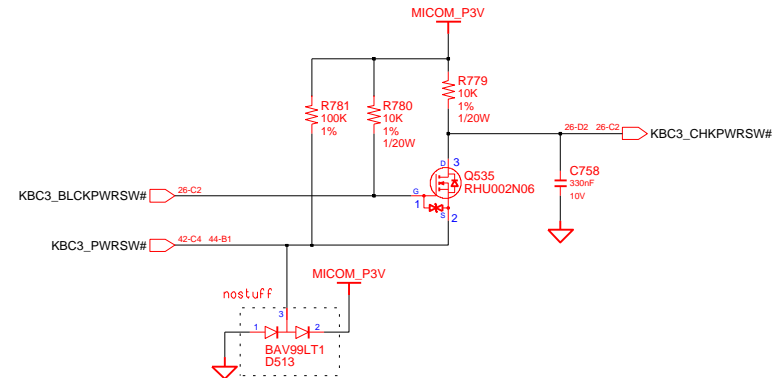 MICOM_P3V
R781
100K
1%
R780
10K
1%
1/20W
R779
10K
1%
1/20W
26-D2 26-C2
KBC3_CHKPWRSW#
D 3
Q535
RHU002N06
C758
330nF
10V
KBC3_BLCKPWRSW#
26-C2
G
1
S
2
KBC3_PWRSW#
42-C4 44-B1
MICOM_P3V
nostuff
3
1
2
BAV99LT1
D513